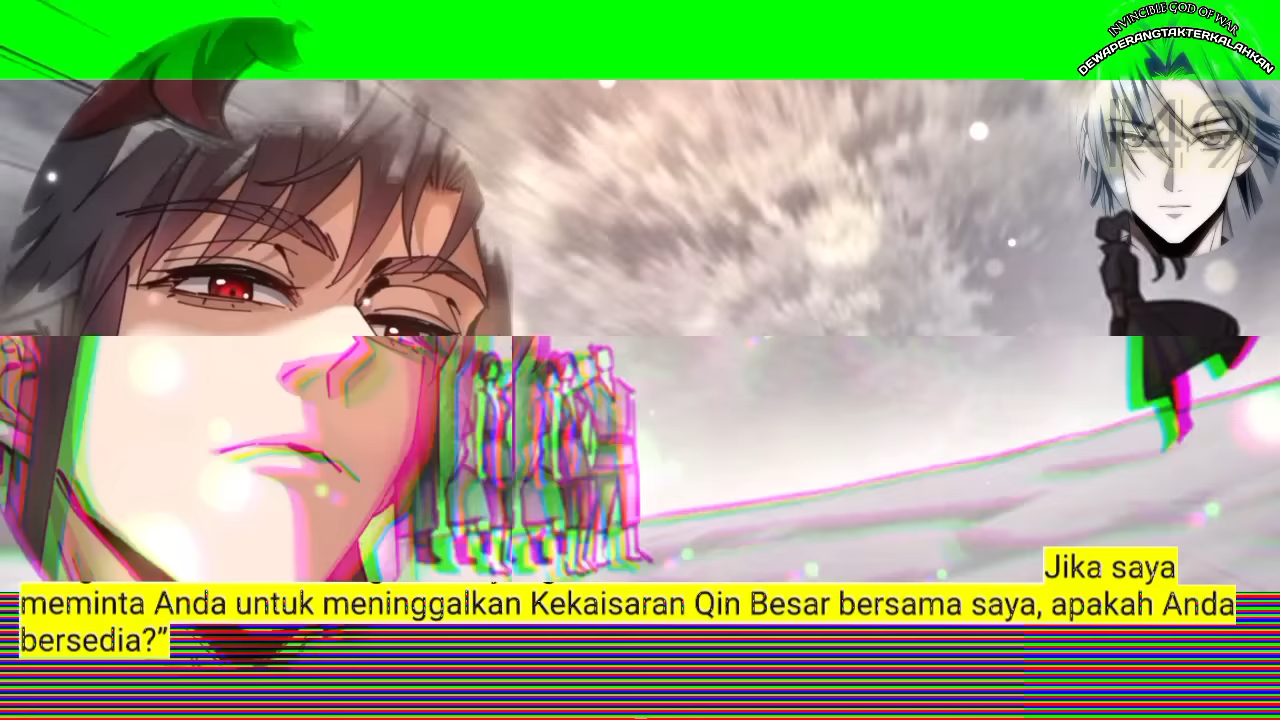 INVINCIBLE GOD OF WAR
DEWAPERANGTAKTERKALAHKAN
149
Jika saya
meminta Anda untuk meninggalkan Kekaisaran Qin Besar bersama saya, apakah Anda
bersedia?”